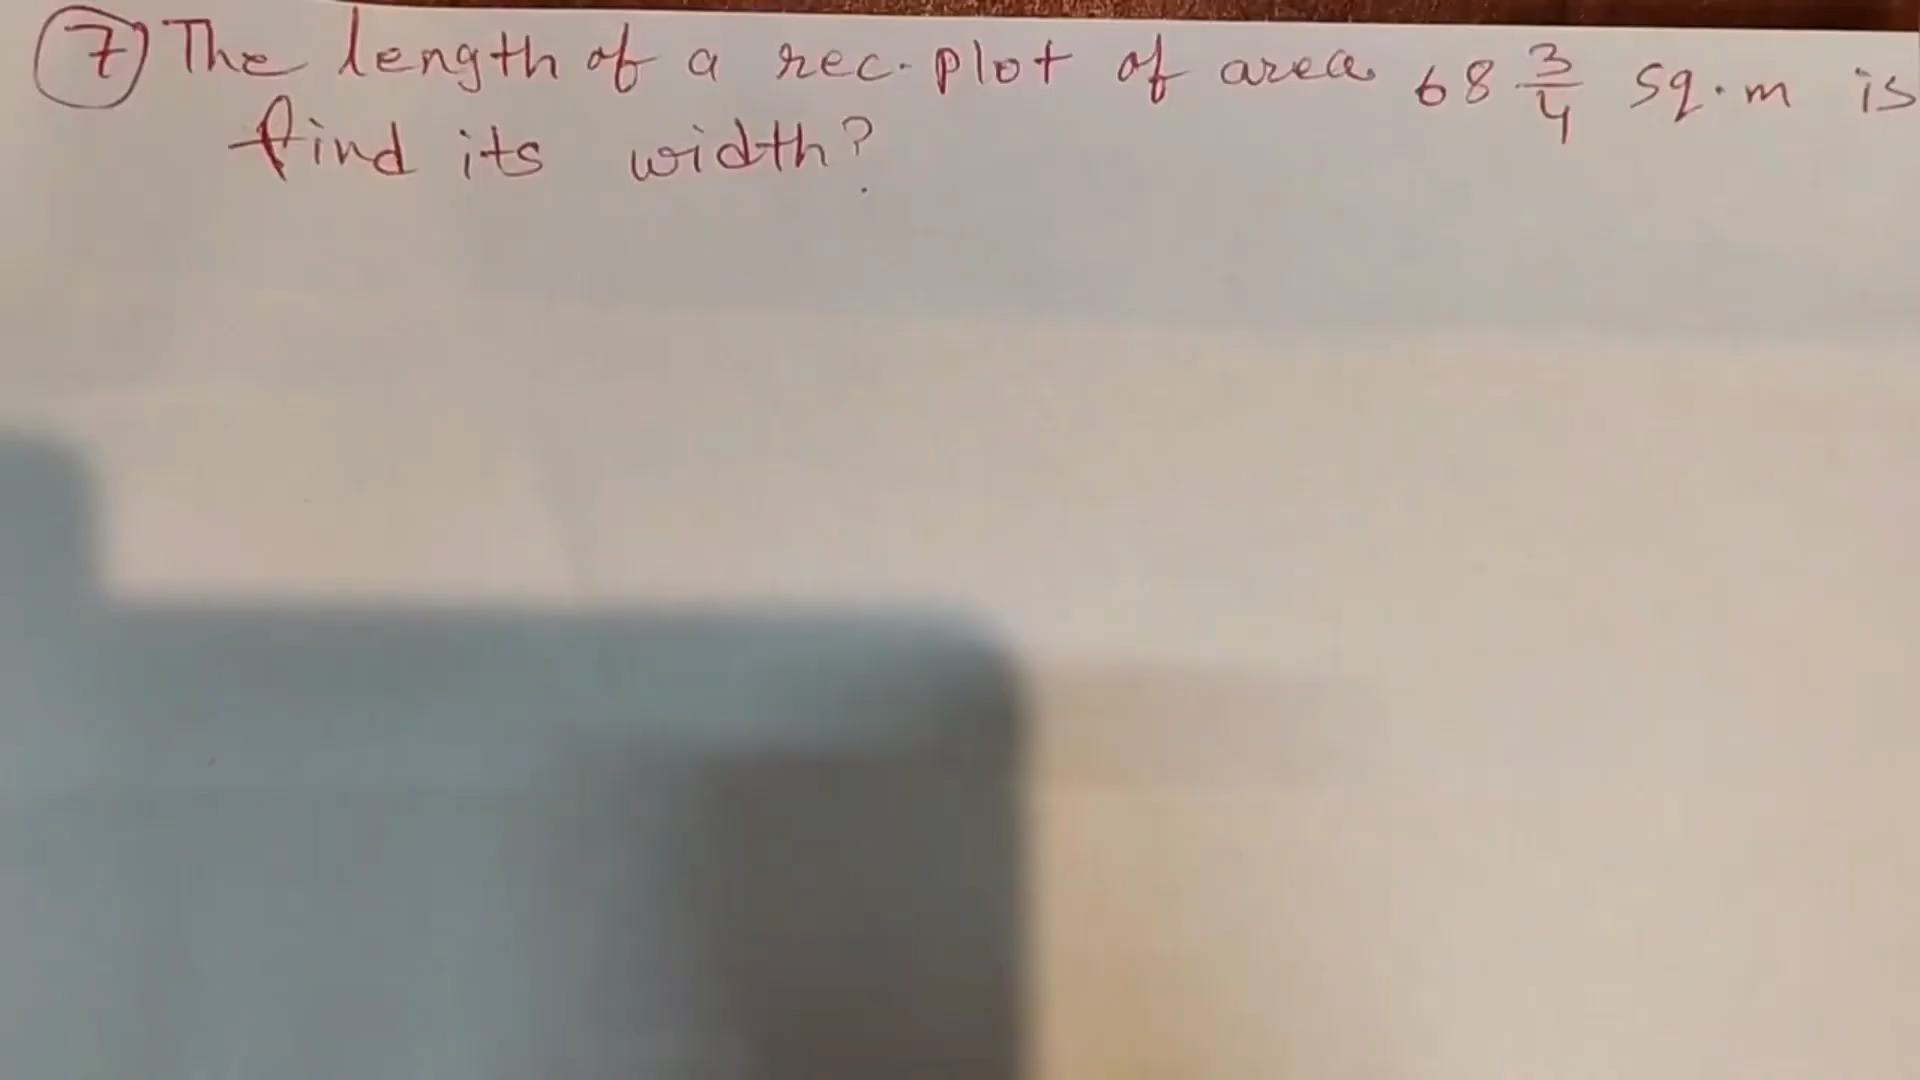 7 The length of a rec. plot of area 68 3/4 sq.m is
find its width?